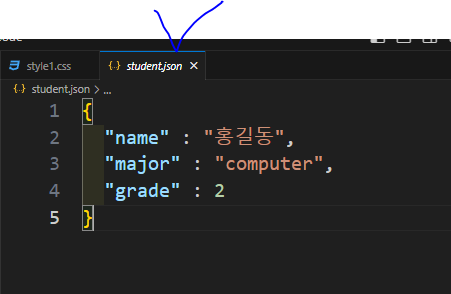 style1.css
{..} student.json ×
{..} student.json > ...
1 {
2 "name" : "홍길동",
3 "major" : "computer",
4 "grade" : 2
5 }